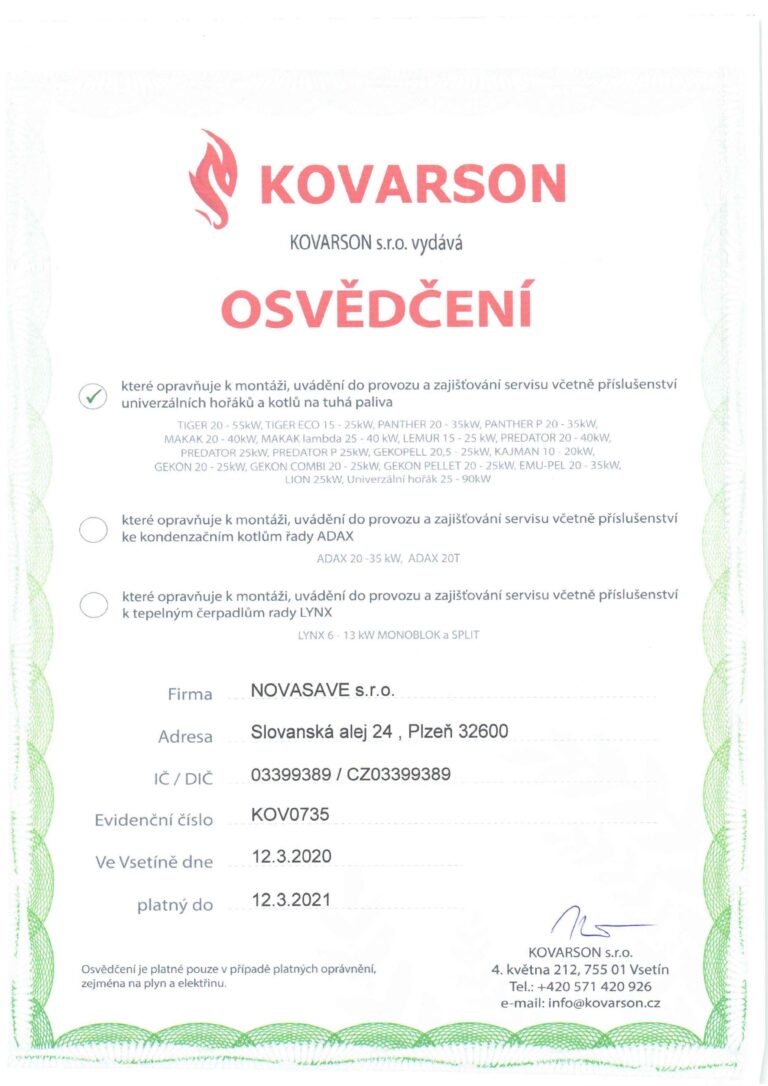 KOVARSON
KOVARSON s.r.o. vydává
OSVĚDČENÍ
které opravňuje k montáži, uvádění do provozu a zajišťování servisu včetně příslušenství
univerzálních hořáků a kotlů na tuhá paliva
TIGER 20 - 55kW, TIGER ECO 15 - 25kW, PANTHER 20 - 35kW, PANTHER P 20 - 35kW,
MAKAK 20 - 40kW, MAKAK lambda 25 - 40 kW, LEMUR 15 - 25 kW, PREDATOR 20 - 40kW,
PREDATOR 25kW, PREDATOR P 25kW, GEKOPELL 20,5 - 25kW, KAJMAN 10 - 20kW,
GEKON 20 - 25kW, GEKON COMBI 20 - 25kW, GEKON PELLET 20 - 25kW, EMU-PEL 20 - 35kW,
LION 25kW, Univerzální hořák 25 - 90kW
které opravňuje k montáži, uvádění do provozu a zajišťování servisu včetně příslušenství
ke kondenzačním kotlům řady ADAX
ADAX 20 -35 kW, ADAX 20T
které opravňuje k montáži, uvádění do provozu a zajišťování servisu včetně příslušenství
k tepelným čerpadlům rady LYNX
LYNX 6 - 13 kW MONOBLOK a SPLIT
Firma NOVASAVE s.r.o.
Adresa Slovanská alej 24 , Plzeň 32600
IČ / DIČ 03399389 / CZ03399389
Evidenční číslo KOV0735
Ve Vsetíně dne 12.3.2020
platný do 12.3.2021
Osvědčení je platné pouze v případě platných oprávnění,
zejména na plyn a elektřinu.
KOVARSON s.r.o.
4. května 212, 755 01 Vsetín
Tel.: +420 571 420 926
e-mail: info@kovarson.cz